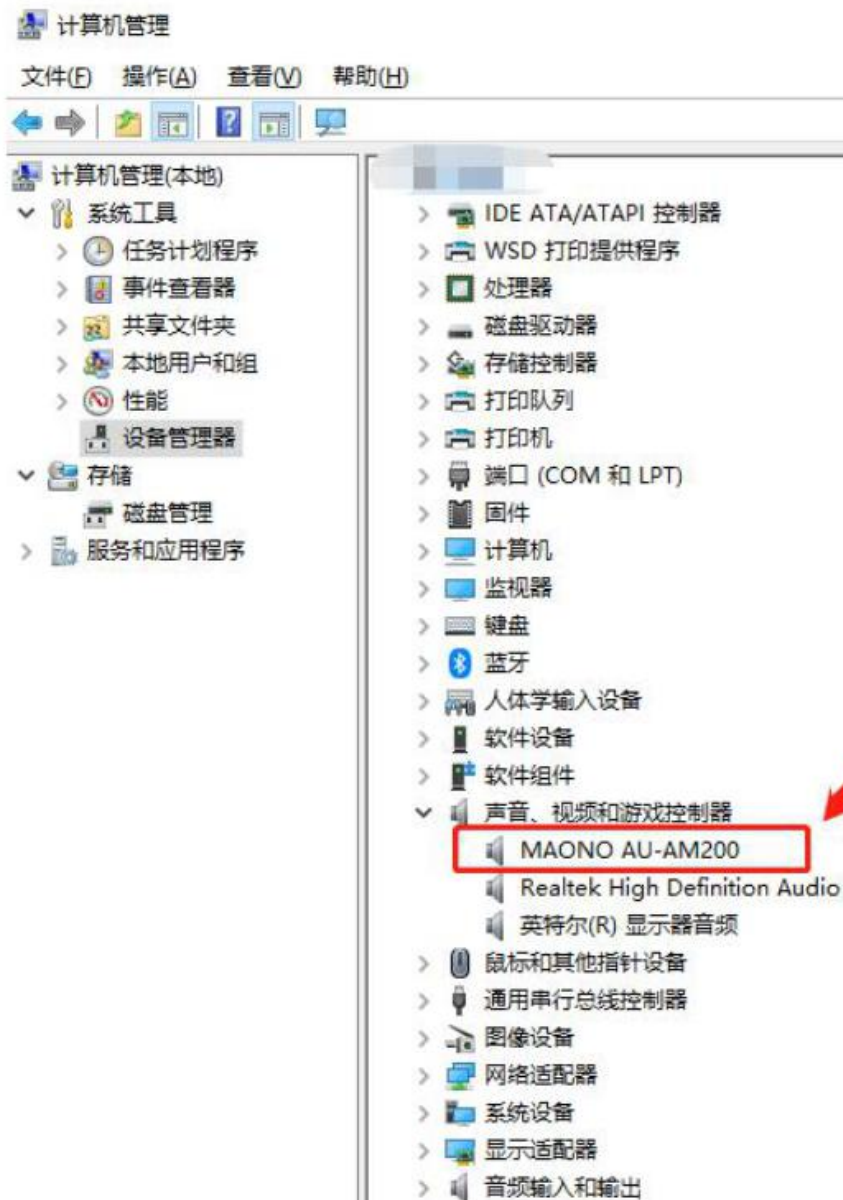 计算机管理
文件(F) 操作(A) 查看(V) 帮助(H)
计算机管理(本地)
系统工具
任务计划程序
事件查看器
共享文件夹
本地用户和组
性能
设备管理器
存储
磁盘管理
服务和应用程序
IDE ATA/ATAPI 控制器
WSD 打印提供程序
处理器
磁盘驱动器
存储控制器
打印队列
打印机
端口 (COM 和 LPT)
固件
计算机
监视器
键盘
蓝牙
人体学输入设备
软件设备
软件组件
声音、视频和游戏控制器
MAONO AU-AM200
Realtek High Definition Audio
英特尔(R) 显示器音频
鼠标和其他指针设备
通用串行总线控制器
图像设备
网络适配器
系统设备
显示适配器
音频输入和输出